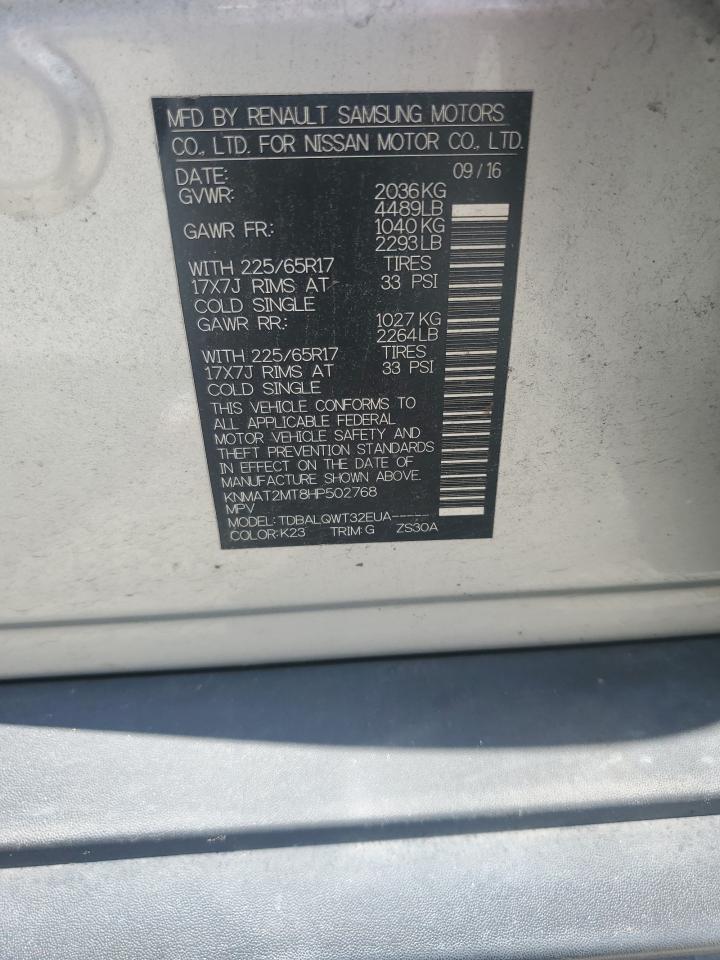 MFD BY RENAULT SAMSUNG MOTORS
CO., LTD. FOR NISSAN MOTOR CO., LTD.
DATE: 09/16
GVWR: 2036KG
4489LB
GAWR FR.: 1040 KG
2293LB
WITH 225/65R17 TIRES
17X7J RIMS AT 33 PSI
COLD SINGLE
GAWR RR.: 1027 KG
2264LB
WITH 225/65R17 TIRES
17X7J RIMS AT 33 PSI
COLD SINGLE
THIS VEHICLE CONFORMS TO
ALL APPLICABLE FEDERAL
MOTOR VEHICLE SAFETY AND
THEFT PREVENTION STANDARDS
IN EFFECT ON THE DATE OF
MANUFACTURE SHOWN ABOVE.
KNMAT2MT8HP502768
MPV
MODEL: TDBALQWT32EUA-----
COLOR:K23 TRIM:G ZS30A